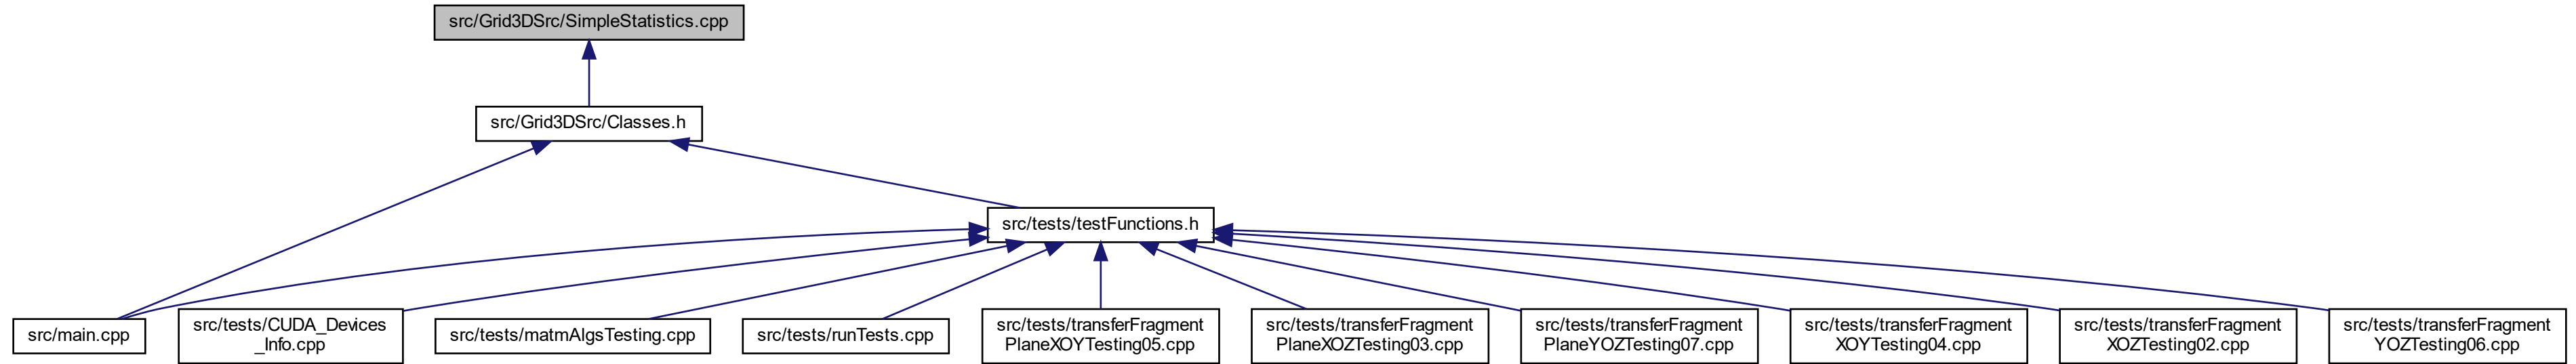 src/Grid3DSrc/SimpleStatistics.cpp
src/Grid3DSrc/Classes.h
src/tests/testFunctions.h
src/main.cpp
src/tests/CUDA_Devices
_Info.cpp
src/tests/matmAlgsTesting.cpp
src/tests/runTests.cpp
src/tests/transferFragment
PlaneXOYTesting05.cpp
src/tests/transferFragment
PlaneXOZTesting03.cpp
src/tests/transferFragment
PlaneYOZTesting07.cpp
src/tests/transferFragment
XOYTesting04.cpp
src/tests/transferFragment
XOZTesting02.cpp
src/tests/transferFragment
YOZTesting06.cpp